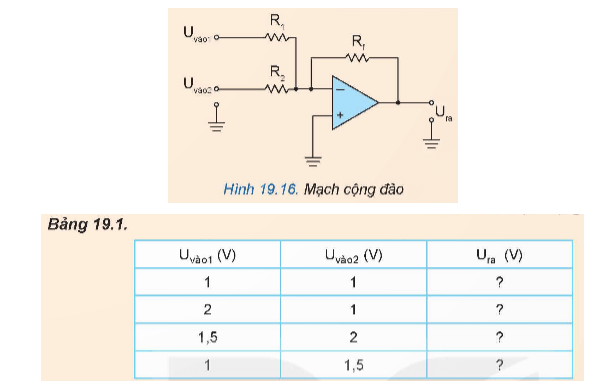 R₁
Uvào1
Rf
R₂
Uvào2
Ura
Hình 19.16. Mạch cộng đảo
Bảng 19.1.
Uvào1 (V) Uvào2 (V) Ura (V)
1 1 ?
2 1 ?
1,5 2 ?
1 1,5 ?